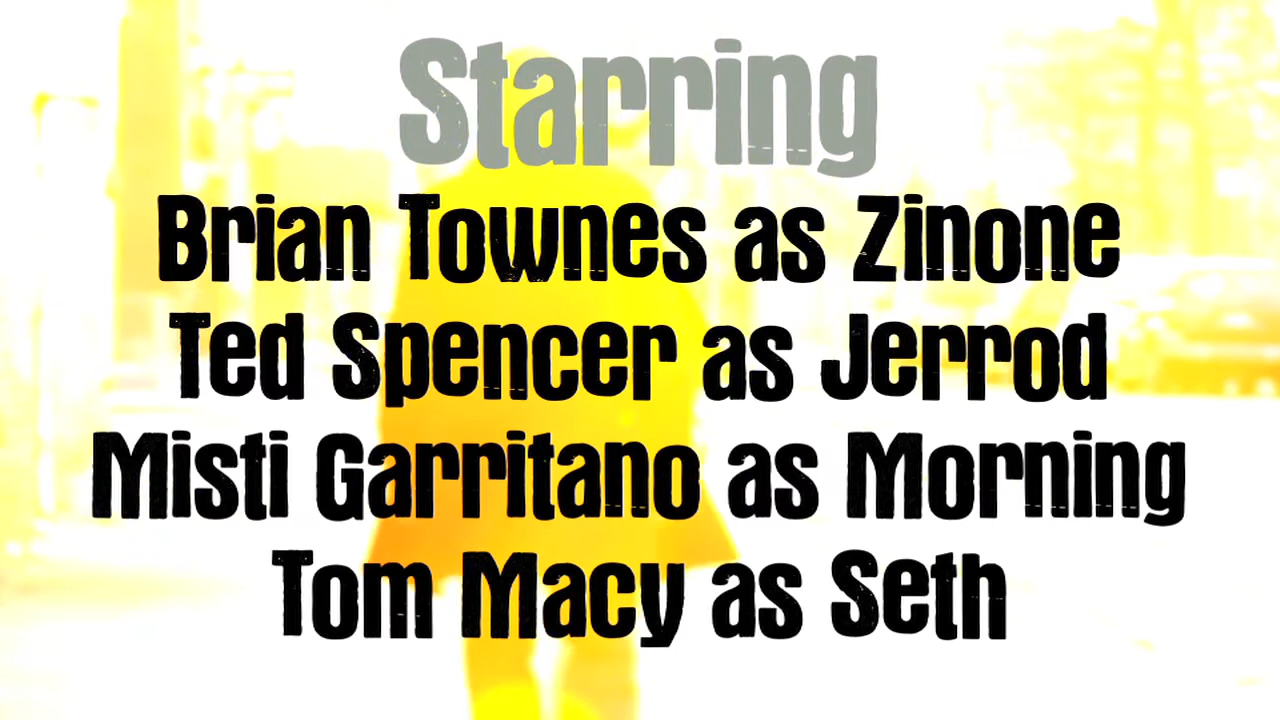 Starring
Brian Townes as Zinone
Ted Spencer as Jerrod
Misti Garritano as Morning
Tom Macy as Seth